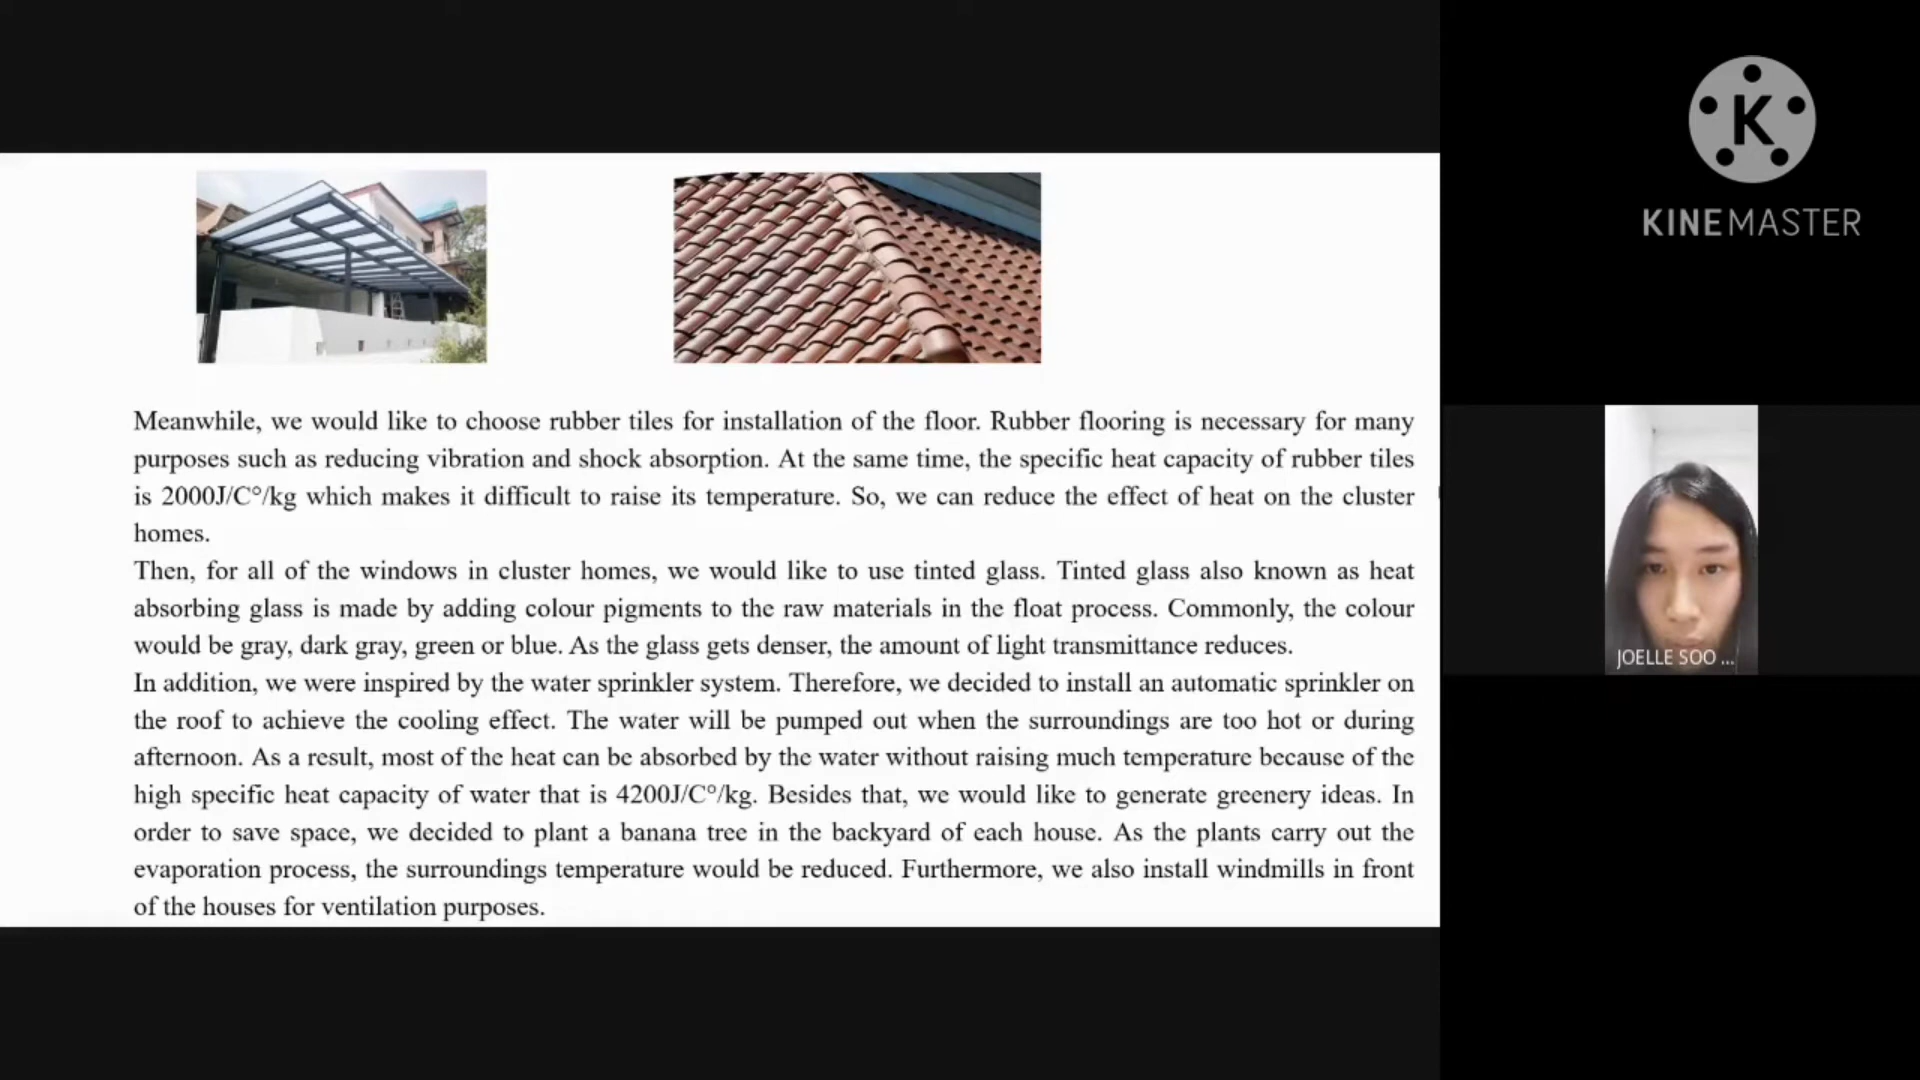 K
KINEMASTER
Meanwhile, we would like to choose rubber tiles for installation of the floor. Rubber flooring is necessary for many
purposes such as reducing vibration and shock absorption. At the same time, the specific heat capacity of rubber tiles
is 2000J/C°/kg which makes it difficult to raise its temperature. So, we can reduce the effect of heat on the cluster
homes.
Then, for all of the windows in cluster homes, we would like to use tinted glass. Tinted glass also known as heat
absorbing glass is made by adding colour pigments to the raw materials in the float process. Commonly, the colour
would be gray, dark gray, green or blue. As the glass gets denser, the amount of light transmittance reduces.
In addition, we were inspired by the water sprinkler system. Therefore, we decided to install an automatic sprinkler on
the roof to achieve the cooling effect. The water will be pumped out when the surroundings are too hot or during
afternoon. As a result, most of the heat can be absorbed by the water without raising much temperature because of the
high specific heat capacity of water that is 4200J/C°/kg. Besides that, we would like to generate greenery ideas. In
order to save space, we decided to plant a banana tree in the backyard of each house. As the plants carry out the
evaporation process, the surroundings temperature would be reduced. Furthermore, we also install windmills in front
of the houses for ventilation purposes.
JOELLE SOO ...